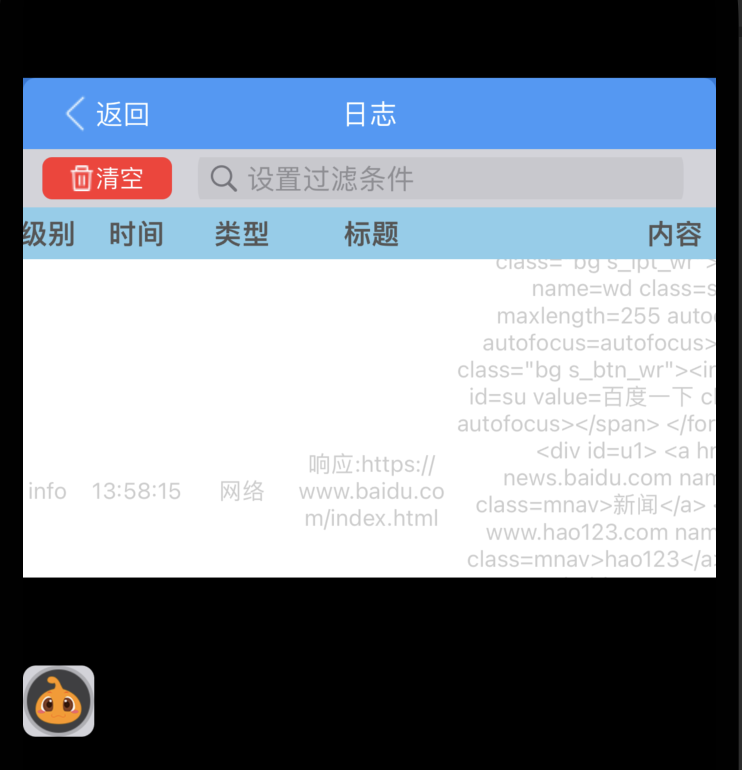 返回
日志
清空
设置过滤条件
级别 时间 类型 标题 内容
class="bg s_ipt_wr">
name=wd class=s
maxlength=255 auto
autofocus=autofocus>
class="bg s_btn_wr"><in
id=su value=百度一下 cl
autofocus></span> </for
<div id=u1> <a hr
news.baidu.com nam
class=mnav>新闻</a> <
www.hao123.com nam
class=mnav>hao123</a>
info 13:58:15 网络
响应:https://
www.baidu.co
m/index.html